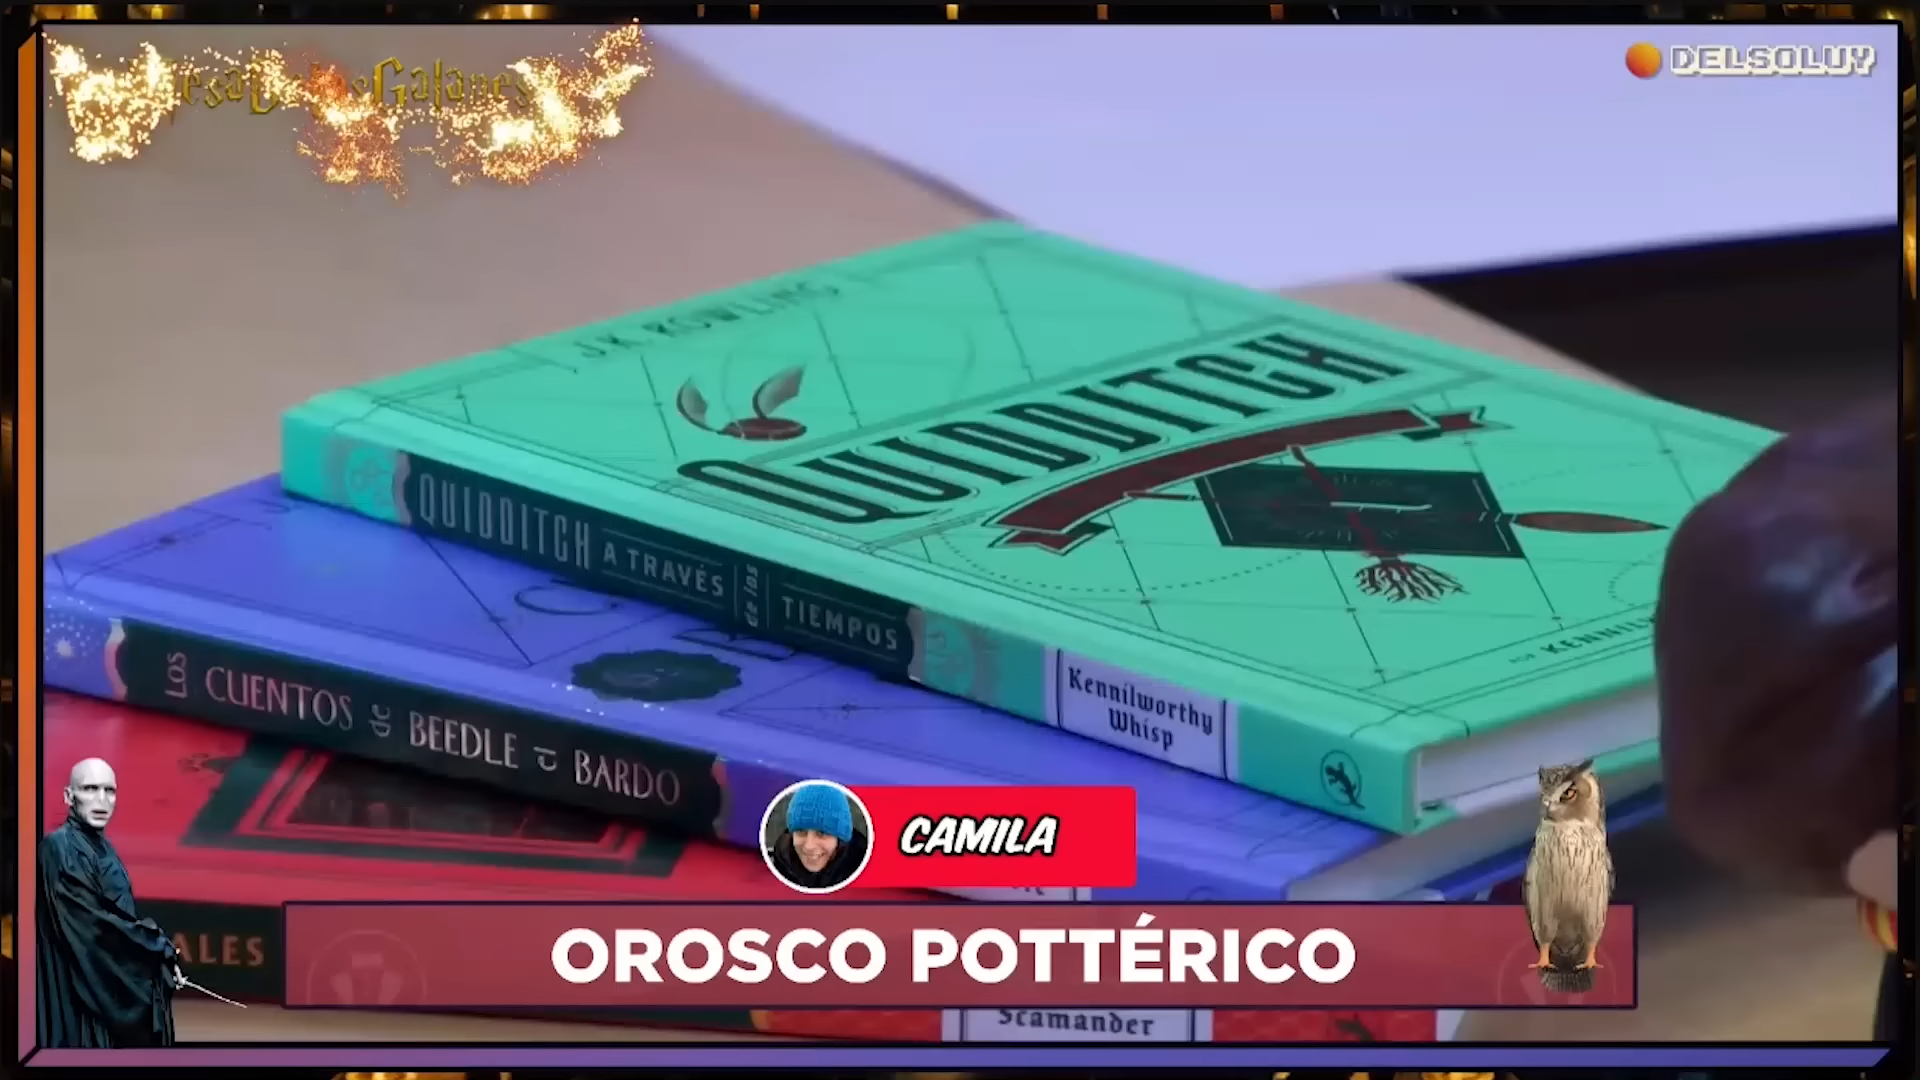 DELSOLUY
J.K. ROWLING
QUIDDITCH
QUIDDITCH A TRAVÉS de los TIEMPOS
Kennilworthy
Whisp
LOS CUENTOS de BEEDLE el BARDO
CAMILA
ALES
OROSCO POTTÉRICO
Scamander